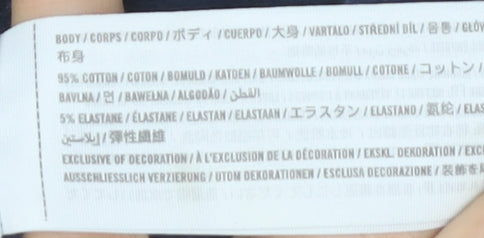 BODY / CORPS / CORPO / ボディ / CUERPO / 大身 / VARTALO / STŘEDNÍ DÍL / 몸통 / GŁÓW
布身
95% COTTON / COTON / BOMULD / KATOEN / BAUMWOLLE / BOMULL / COTONE / コットン /
BAVLNA / 면 / BAWEŁNA / ALGODÃO / القطن /
5% ELASTANE / ÉLASTANE / ELASTAN / ELASTAAN / エラスタン / ELASTANO / 氨纶 / ELAS
إيلاستين / 彈性纖維
EXCLUSIVE OF DECORATION / À L'EXCLUSION DE LA DÉCORATION / EKSKL. DEKORATION / EXC
AUSSCHLIESSLICH VERZIERUNG / UTOM DEKORATIONEN / ESCLUSA DECORAZIONE / 装飾を